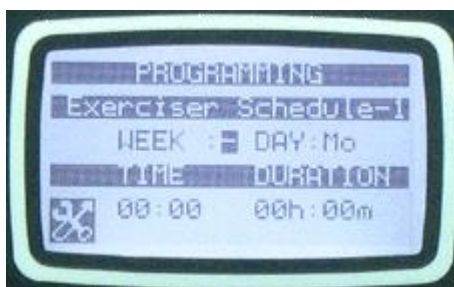 PROGRAMMING
Exerciser Schedule-1
WEEK :- DAY:Mo
TIME DURATION
00:00 00h:00m